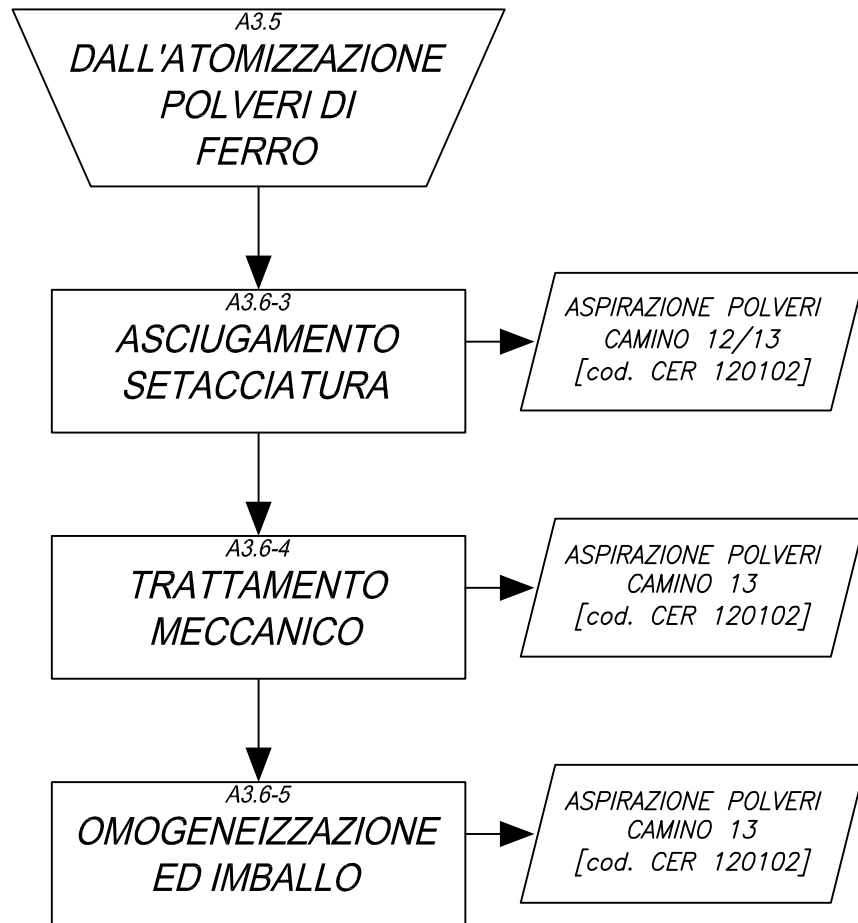 A3.5
DALL'ATOMIZZAZIONE
POLVERI DI
FERRO
A3.6-3
ASCIUGAMENTO
SETACCIATURA
ASPIRAZIONE POLVERI
CAMINO 12/13
[cod. CER 120102]
A3.6-4
TRATTAMENTO
MECCANICO
ASPIRAZIONE POLVERI
CAMINO 13
[cod. CER 120102]
A3.6-5
OMOGENEIZZAZIONE
ED IMBALLO
ASPIRAZIONE POLVERI
CAMINO 13
[cod. CER 120102]